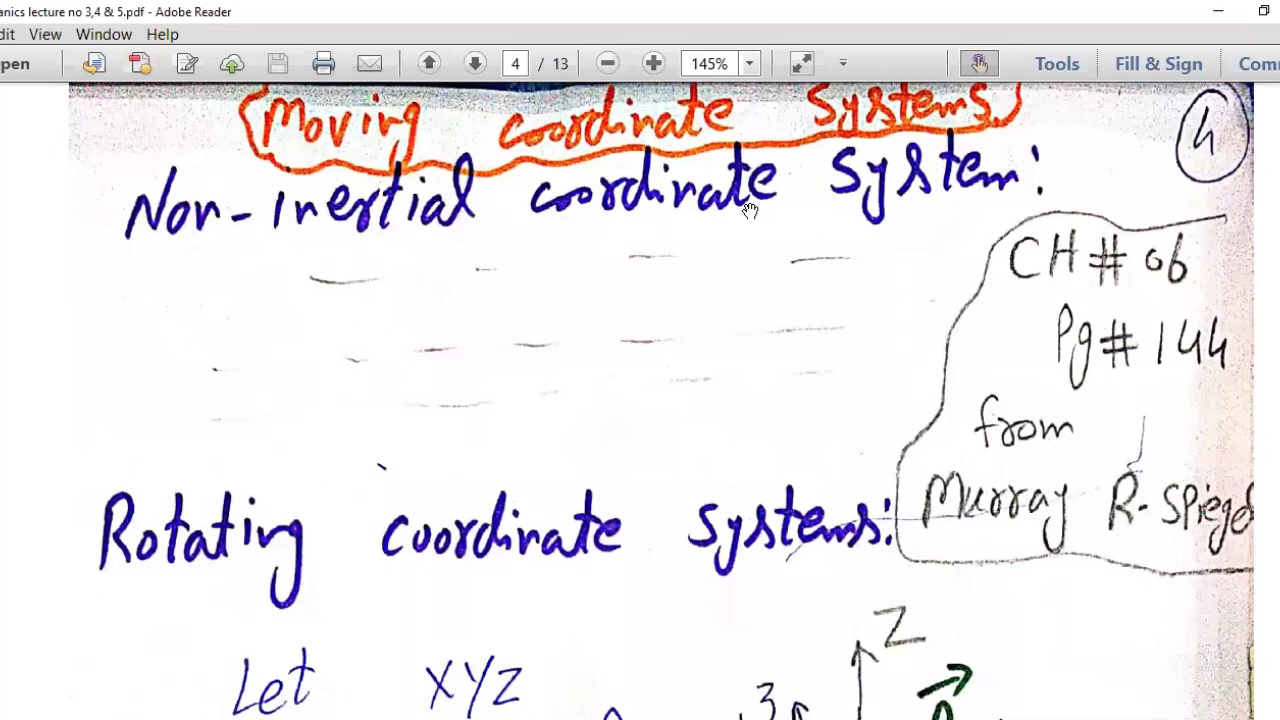 anics lecture no 3,4 & 5.pdf - Adobe Reader
dit View Window Help
pen 4 / 13 145% Tools Fill & Sign Com
(Moving coordinate Systems)
4
Non-inertial coordinate System:
CH# 06
Pg# 144
from
Murray R. Spiege
Rotating coordinate systems:
Z
Let XYZ
3